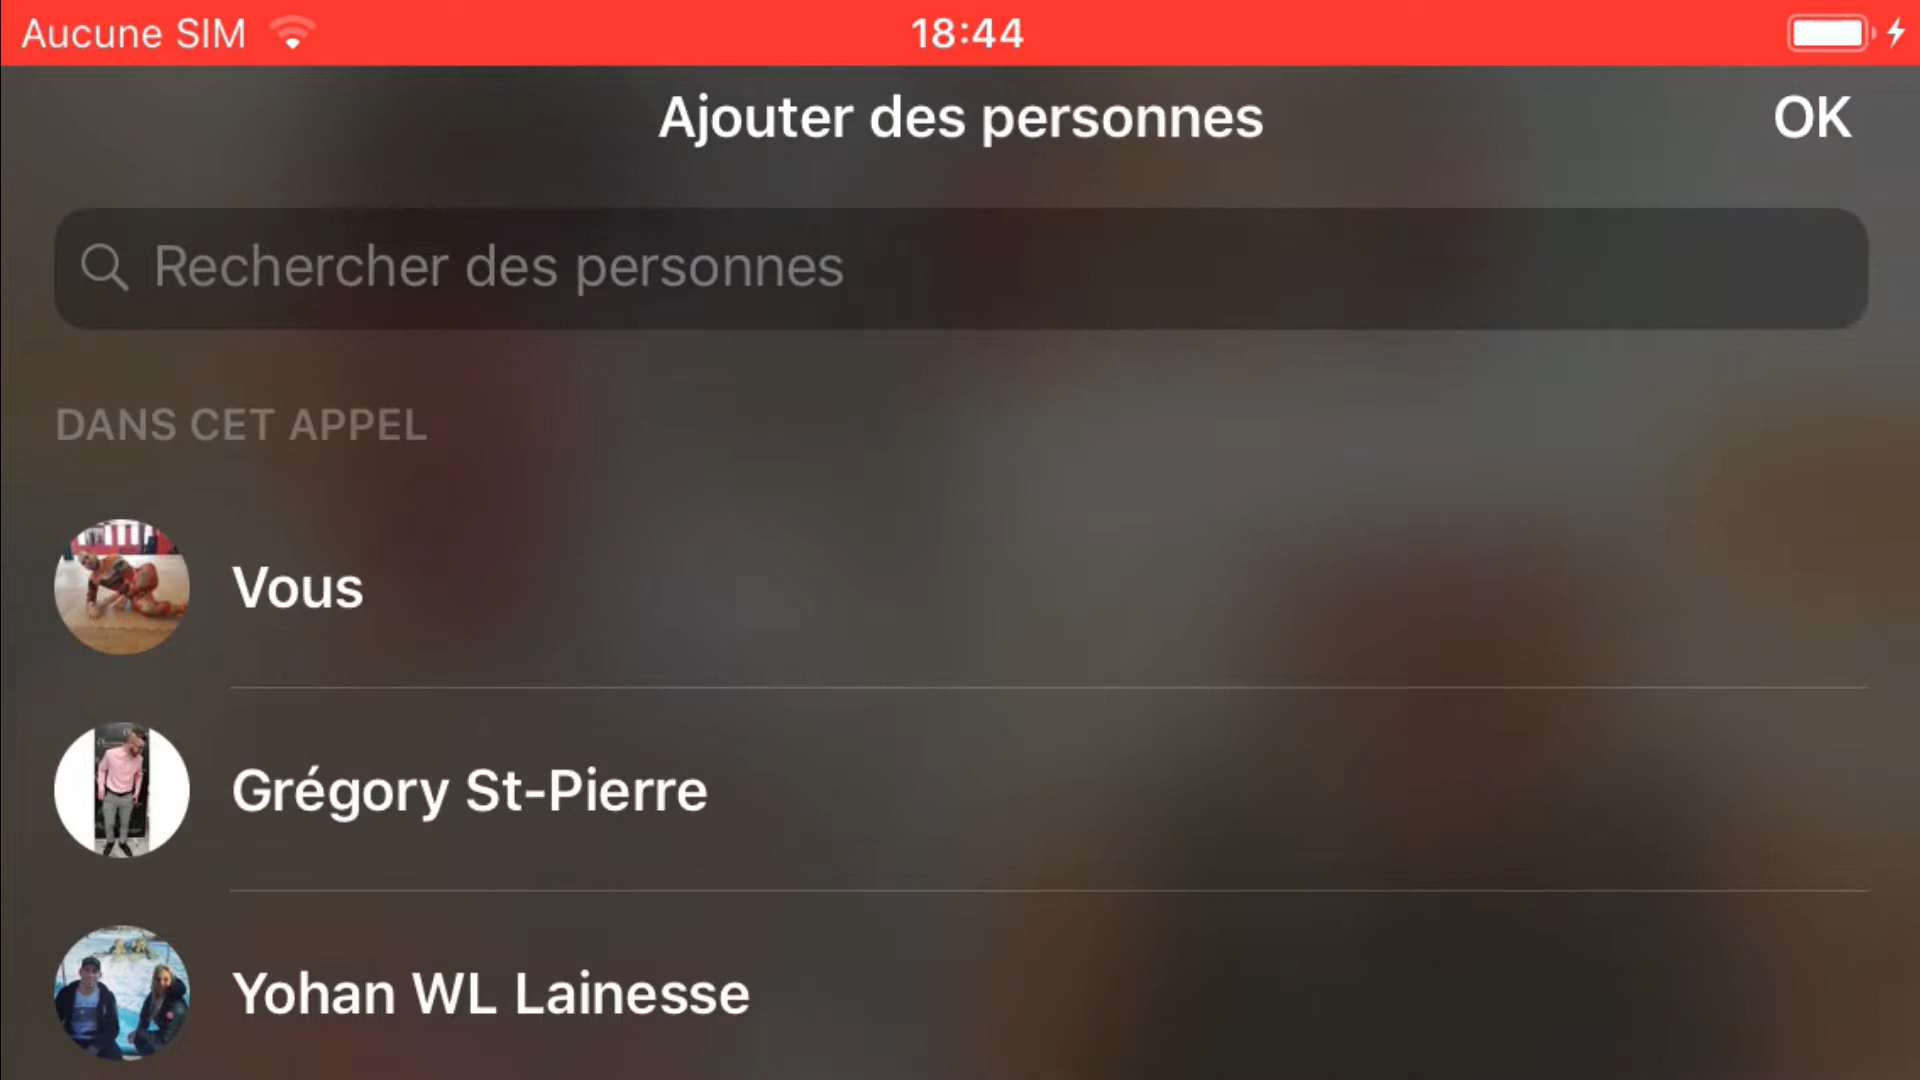 Aucune SIM 18:44
Ajouter des personnes OK
Rechercher des personnes
DANS CET APPEL
Vous
Grégory St-Pierre
Yohan WL Lainesse